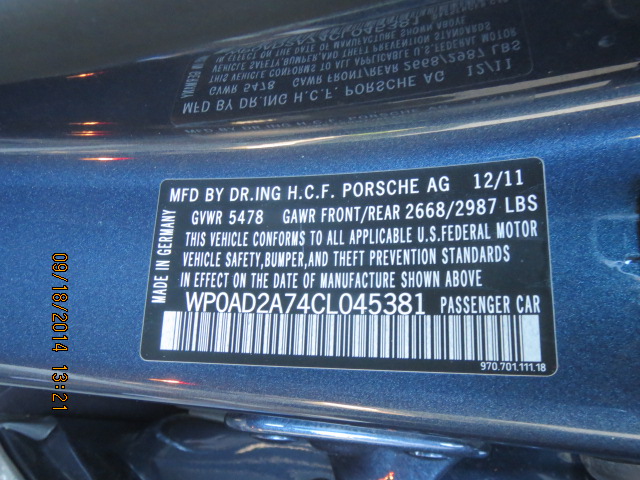 MFD BY DR.ING H.C.F. PORSCHE AG 12/11
GVWR 5478 GAWR FRONT/REAR 2668/2987 LBS
THIS VEHICLE CONFORMS TO ALL APPLICABLE U.S.FEDERAL MOTOR
VEHICLE SAFETY,BUMPER,AND THEFT PREVENTION STANDARDS
IN EFFECT ON THE DATE OF MANUFACTURE SHOWN ABOVE.
WP0AD2A74CL045381 PASSENGER CAR
MADE IN GERMANY
970.701.111.18
09/18/2014 13:21